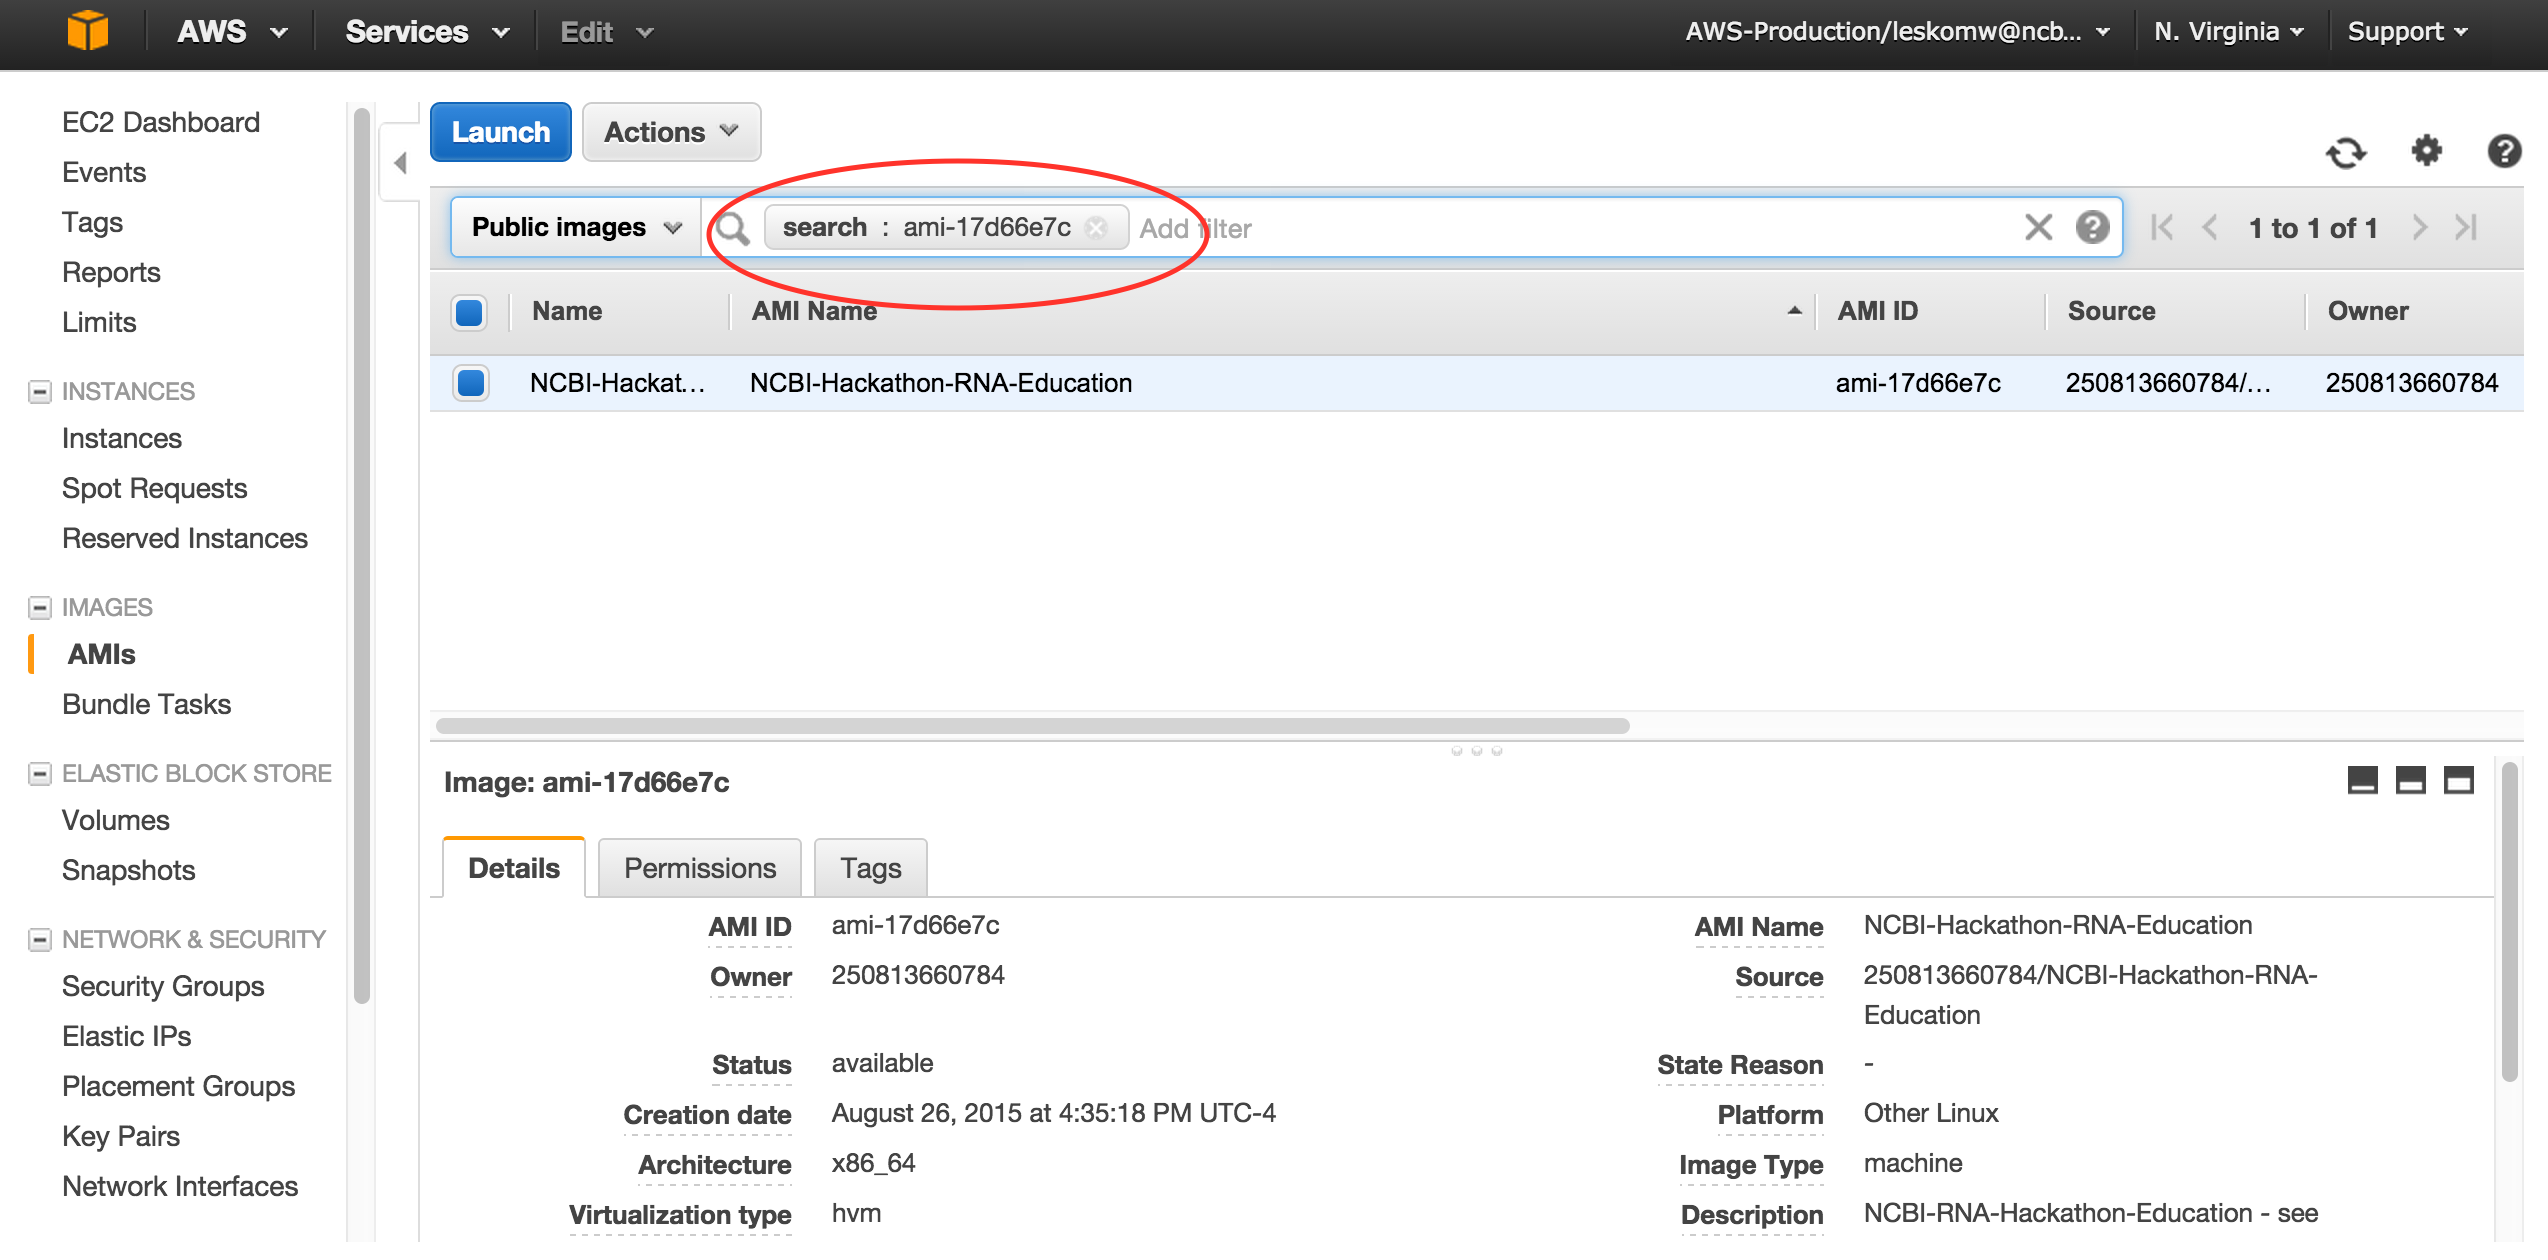 AWS Services Edit AWS-Production/leskomw@ncb... N. Virginia Support
EC2 Dashboard
Events
Tags
Reports
Limits
INSTANCES
Instances
Spot Requests
Reserved Instances
IMAGES
AMIs
Bundle Tasks
ELASTIC BLOCK STORE
Volumes
Snapshots
NETWORK & SECURITY
Security Groups
Elastic IPs
Placement Groups
Key Pairs
Network Interfaces
Launch Actions
Public images search : ami-17d66e7c Add filter 1 to 1 of 1
Name AMI Name AMI ID Source Owner
NCBI-Hackat... NCBI-Hackathon-RNA-Education ami-17d66e7c 250813660784/... 250813660784
Image: ami-17d66e7c
Details Permissions Tags
AMI ID ami-17d66e7c AMI Name NCBI-Hackathon-RNA-Education
Owner 250813660784 Source 250813660784/NCBI-Hackathon-RNA-
Education
Status available State Reason -
Creation date August 26, 2015 at 4:35:18 PM UTC-4 Platform Other Linux
Architecture x86_64 Image Type machine
Virtualization type hvm Description NCBI-RNA-Hackathon-Education - see